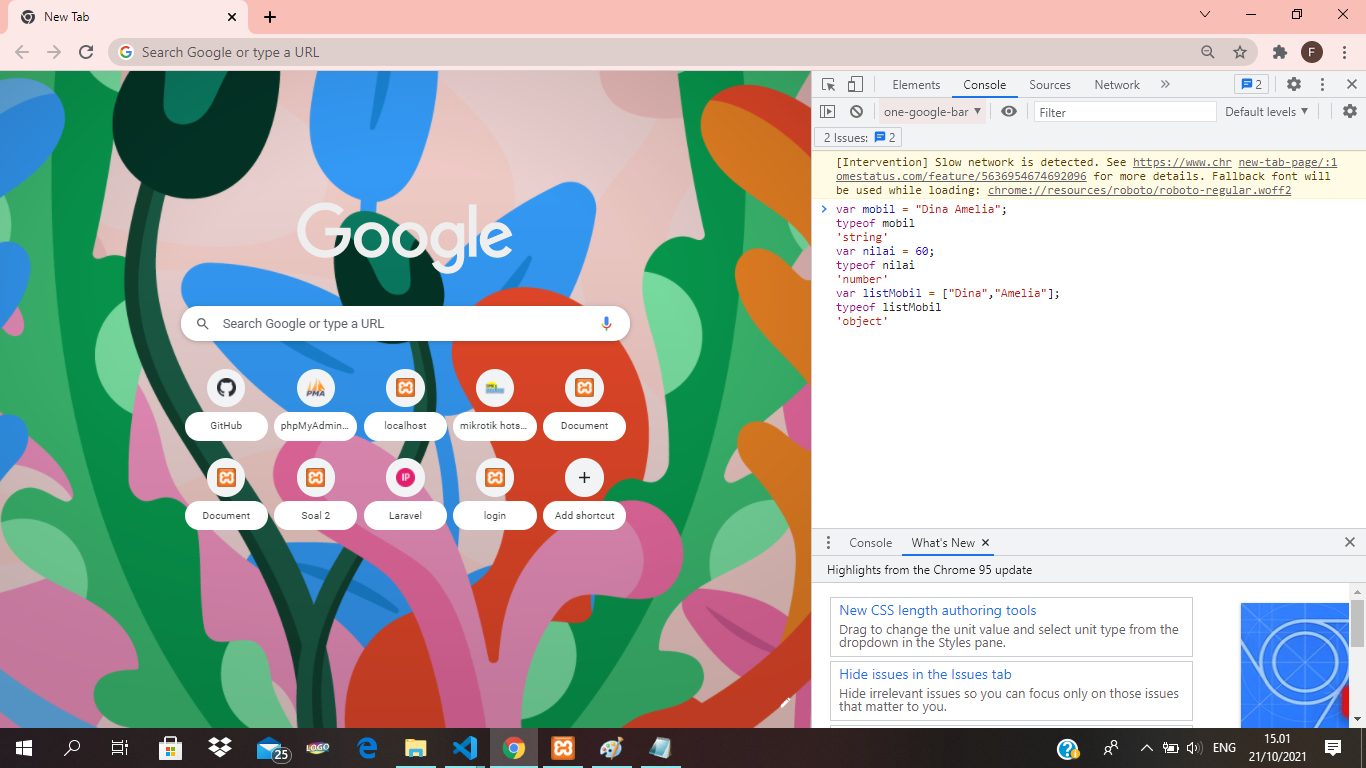 New Tab
Search Google or type a URL
F
Elements Console Sources Network 2
one-google-bar Filter Default levels
2 Issues: 2
[Intervention] Slow network is detected. See https://www.chr new-tab-page/:1
omestatus.com/feature/5636954674692096 for more details. Fallback font will
be used while loading: chrome://resources/roboto/roboto-regular.woff2
var mobil = "Dina Amelia";
typeof mobil
'string'
var nilai = 60;
typeof nilai
'number'
var listMobil = ["Dina","Amelia"];
typeof listMobil
'object'
Google
Search Google or type a URL
PMA
GitHub phpMyAdmin... localhost mikrotik hots... Document
IP
Document Soal 2 Laravel login Add shortcut
Console What's New
Highlights from the Chrome 95 update
New CSS length authoring tools
Drag to change the unit value and select unit type from the
dropdown in the Styles pane.
Hide issues in the Issues tab
Hide irrelevant issues so you can focus only on those issues
that matter to you.
25
LOGO
ENG
15.01
21/10/2021